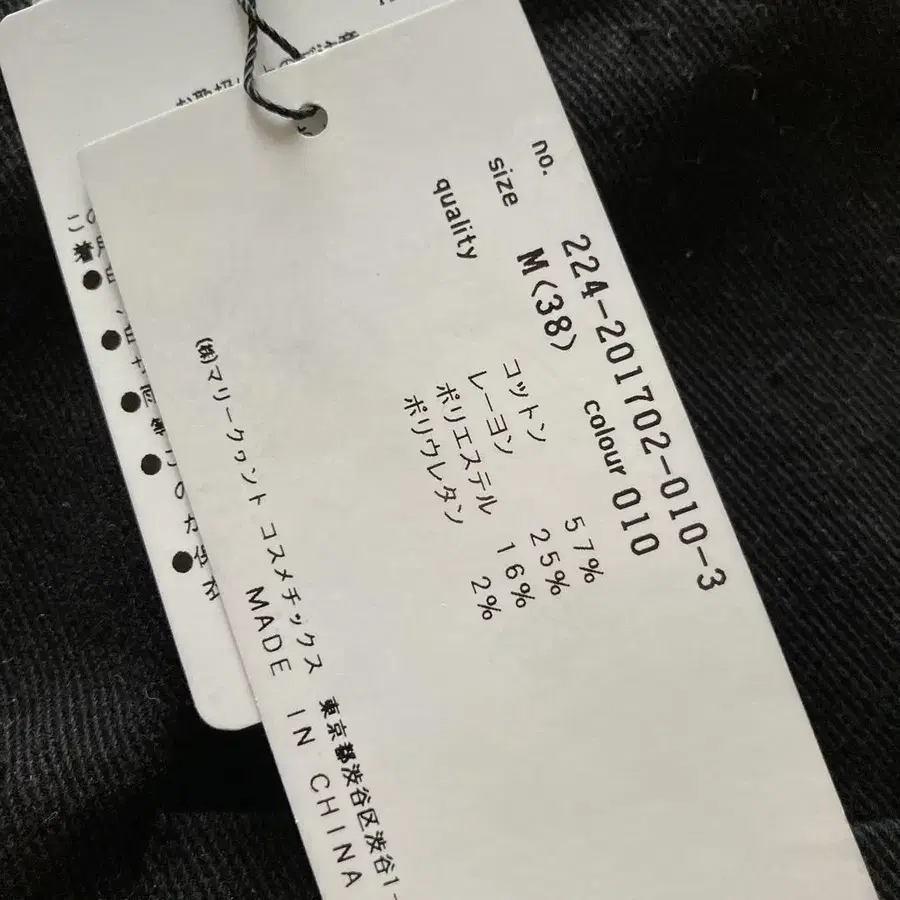 no. 224-201702-010-3
size M(38) colour 010
quality コットン 57%
レーヨン 25%
ポリエステル 16%
ポリウレタン 2%
(株)マリークヮント コスメチックス 東京都渋谷区渋谷1-
MADE IN CHINA